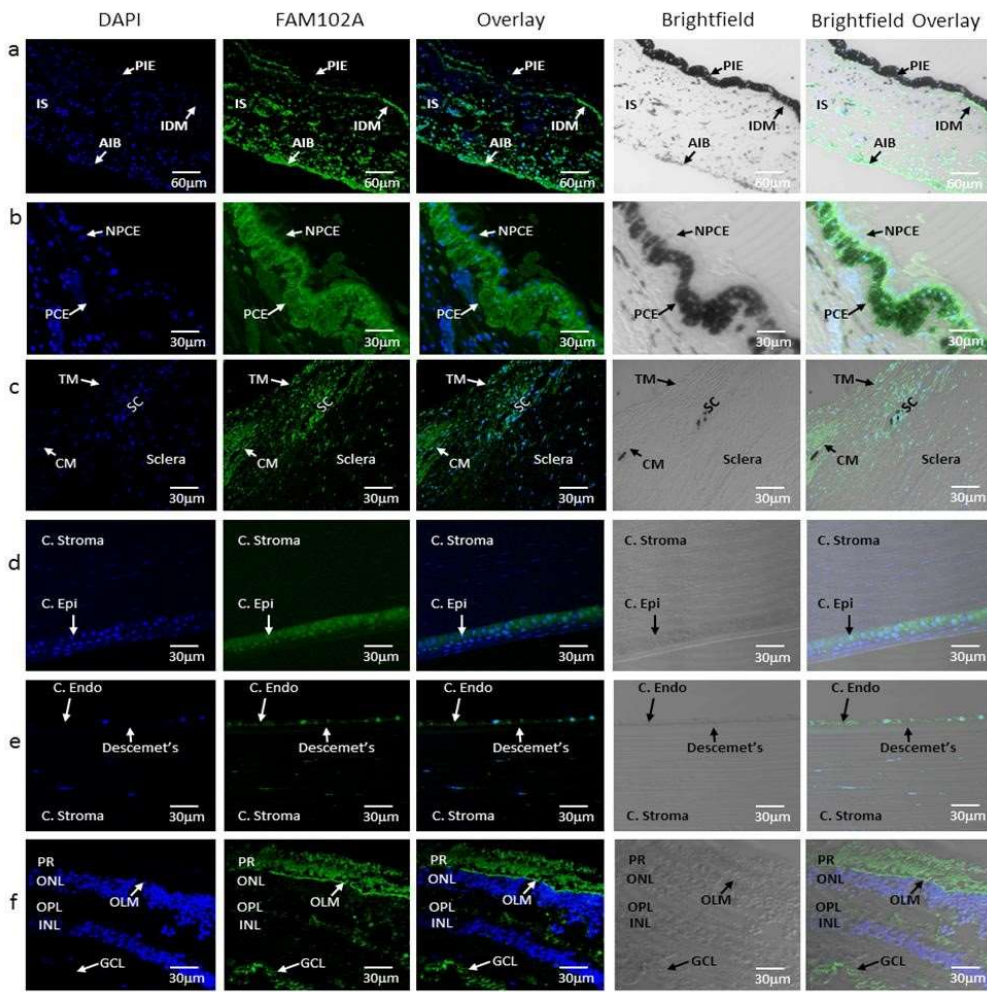 DAPI FAM102A Overlay Brightfield Brightfield Overlay
a
PIE PIE PIE PIE PIE
IS IS IS IS IS
IDM IDM IDM IDM IDM
AIB AIB AIB AIB AIB
60µm 60µm 60µm 60µm 60µm
b
NPCE NPCE NPCE NPCE NPCE
PCE PCE PCE PCE PCE
30µm 30µm 30µm 30µm 30µm
c
TM TM TM TM TM
SC SC SC SC SC
CM CM CM CM CM
Sclera Sclera Sclera Sclera Sclera
30µm 30µm 30µm 30µm 30µm
d
C. Stroma C. Stroma C. Stroma C. Stroma C. Stroma
C. Epi C. Epi C. Epi C. Epi C. Epi
30µm 30µm 30µm 30µm 30µm
e
C. Endo C. Endo C. Endo C. Endo C. Endo
Descemet's Descemet's Descemet's Descemet's Descemet's
C. Stroma C. Stroma C. Stroma C. Stroma C. Stroma
30µm 30µm 30µm 30µm 30µm
f
PR PR PR PR PR
ONL ONL ONL ONL ONL
OLM OLM OLM OLM OLM
OPL OPL OPL OPL OPL
INL INL INL INL INL
GCL GCL GCL GCL GCL
30µm 30µm 30µm 30µm 30µm